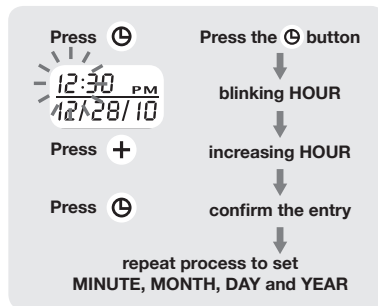 Press
Press the button
12:30 PM
12/28/10
blinking HOUR
Press +
increasing HOUR
Press
confirm the entry
repeat process to set
MINUTE, MONTH, DAY and YEAR